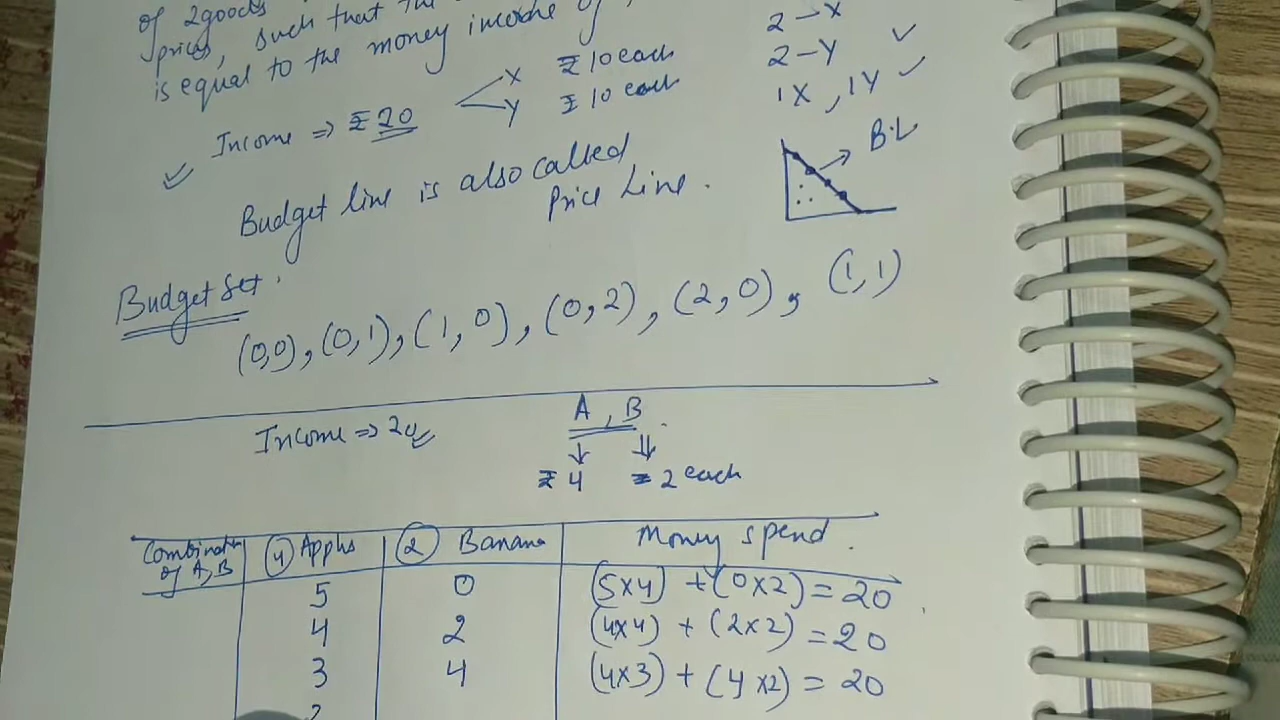 of 2goods
prices, such that the
is equal to the money income of
Income => ₹ 20
X ₹ 10 each
Y ₹ 10 each
2 - X
2 - Y ✓
1X , 1Y ✓
Budget line is also called
Price Line .
B.L
Budget Set .
(0,0), (0,1), (1,0), (0,2), (2,0), (1,1)
Income => 20
A , B
₹ 4 ₹ 2 each
Combination of A, B | 4 Apples | 2 Banana | Money spend .
5 0 (5x4) + (0x2) = 20
4 2 (4x4) + (2x2) = 20
3 4 (4x3) + (4x2) = 20
2